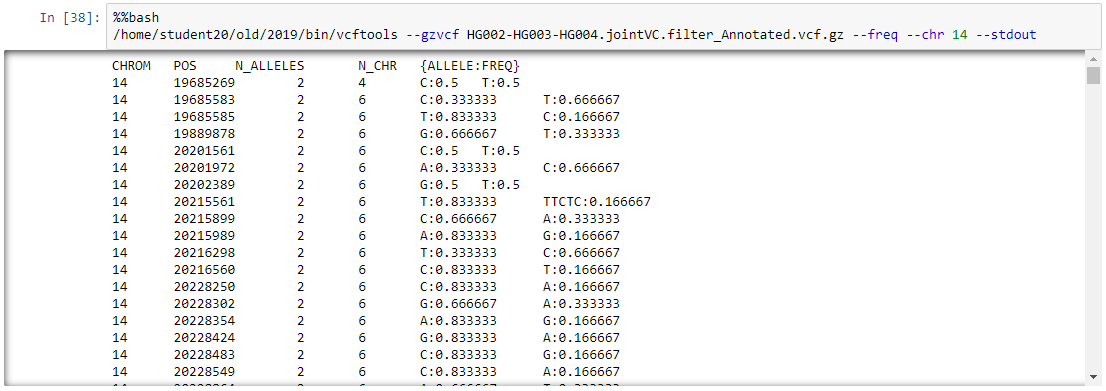 In [38]:
%%bash
/home/student20/old/2019/bin/vcftools --gzvcf HG002-HG003-HG004.jointVC.filter_Annotated.vcf.gz --freq --chr 14 --stdout
CHROM POS N_ALLELES N_CHR {ALLELE:FREQ}
14 19685269 2 4 C:0.5 T:0.5
14 19685583 2 6 C:0.333333 T:0.666667
14 19685585 2 6 T:0.833333 C:0.166667
14 19889878 2 6 G:0.666667 T:0.333333
14 20201561 2 6 C:0.5 T:0.5
14 20201972 2 6 A:0.333333 C:0.666667
14 20202389 2 6 G:0.5 T:0.5
14 20215561 2 6 T:0.833333 TTCTC:0.166667
14 20215899 2 6 C:0.666667 A:0.333333
14 20215989 2 6 A:0.833333 G:0.166667
14 20216298 2 6 T:0.333333 C:0.666667
14 20216560 2 6 C:0.833333 T:0.166667
14 20228250 2 6 C:0.833333 A:0.166667
14 20228302 2 6 G:0.666667 A:0.333333
14 20228354 2 6 A:0.833333 G:0.166667
14 20228424 2 6 G:0.833333 A:0.166667
14 20228483 2 6 C:0.833333 G:0.166667
14 20228549 2 6 C:0.833333 A:0.166667